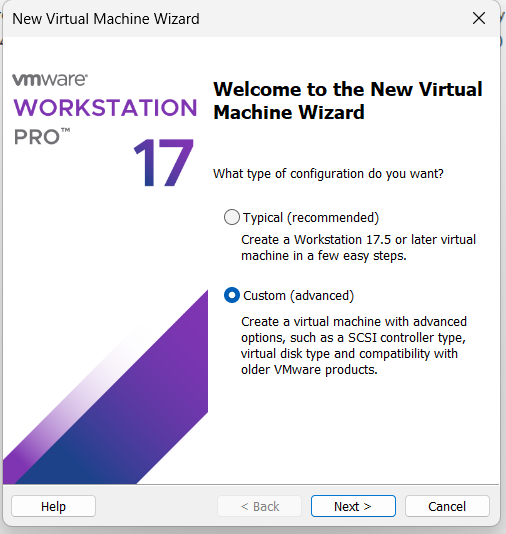 New Virtual Machine Wizard
vmware®
WORKSTATION
PRO™
17
Welcome to the New Virtual
Machine Wizard
What type of configuration do you want?
Typical (recommended)
Create a Workstation 17.5 or later virtual
machine in a few easy steps.
Custom (advanced)
Create a virtual machine with advanced
options, such as a SCSI controller type,
virtual disk type and compatibility with
older VMware products.
Help
< Back
Next >
Cancel